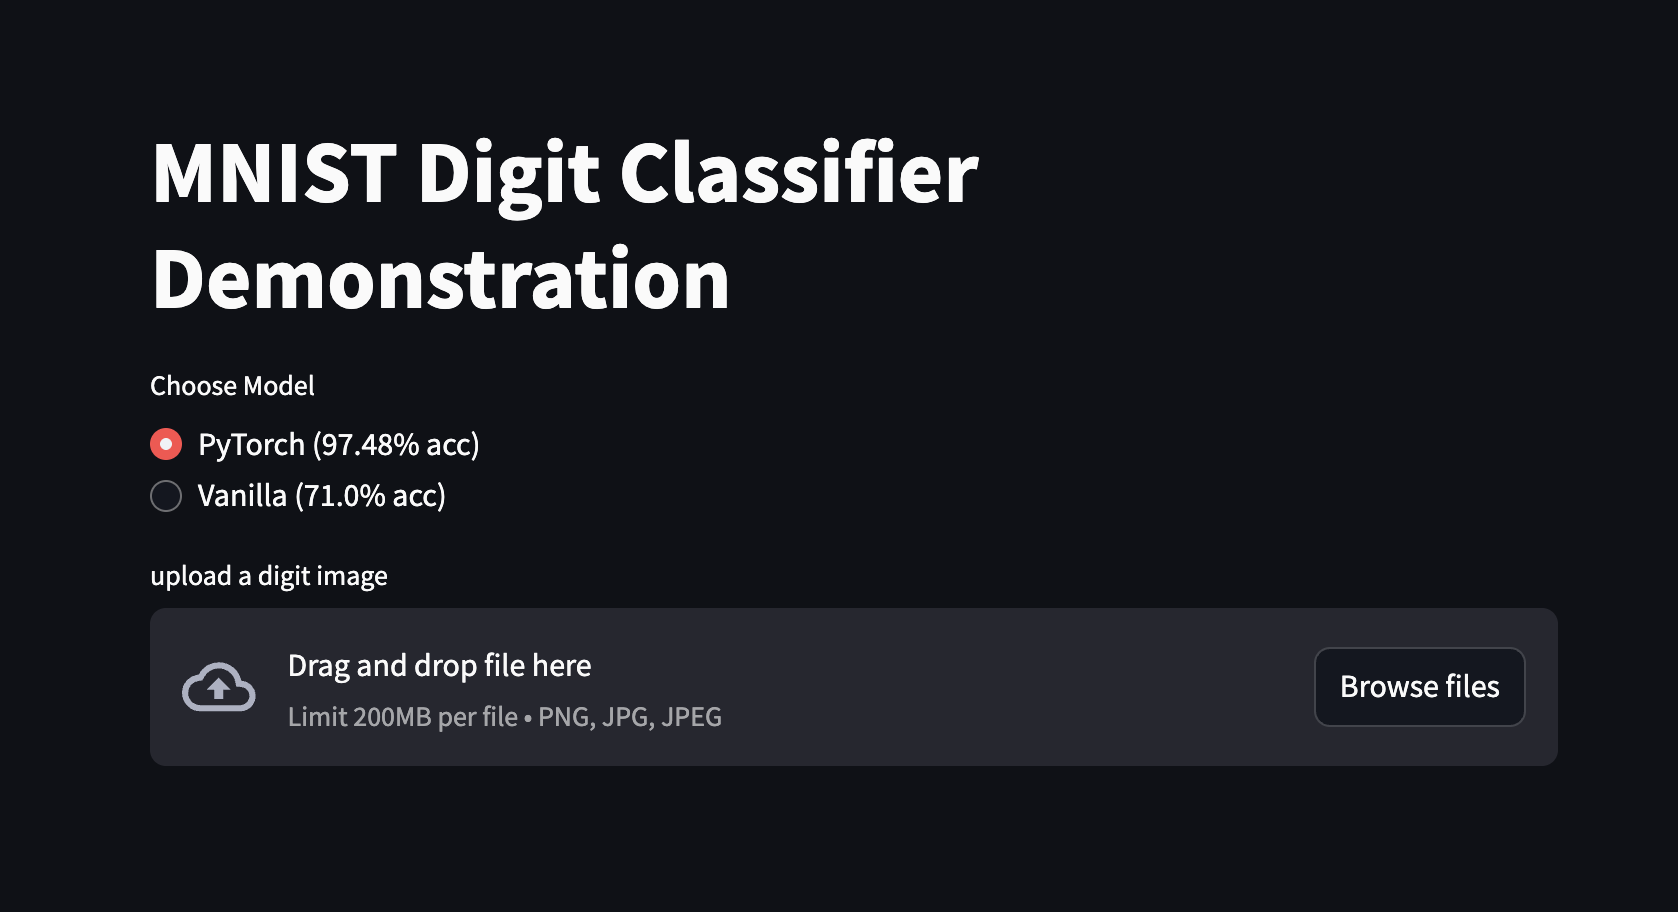 MNIST Digit Classifier
Demonstration
Choose Model
PyTorch (97.48% acc)
Vanilla (71.0% acc)
upload a digit image
Drag and drop file here
Limit 200MB per file • PNG, JPG, JPEG
Browse files